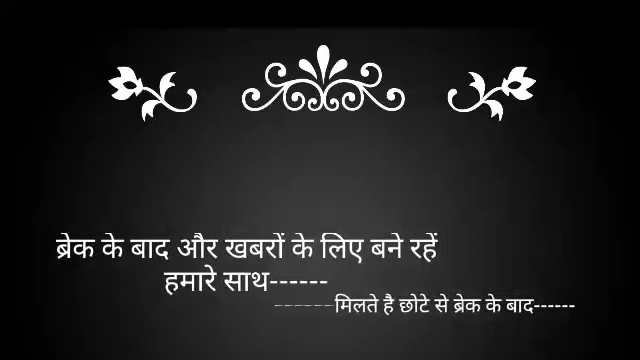 ब्रेक के बाद और खबरों के लिए बने रहें
हमारे साथ------
------मिलते है छोटे से ब्रेक के बाद------